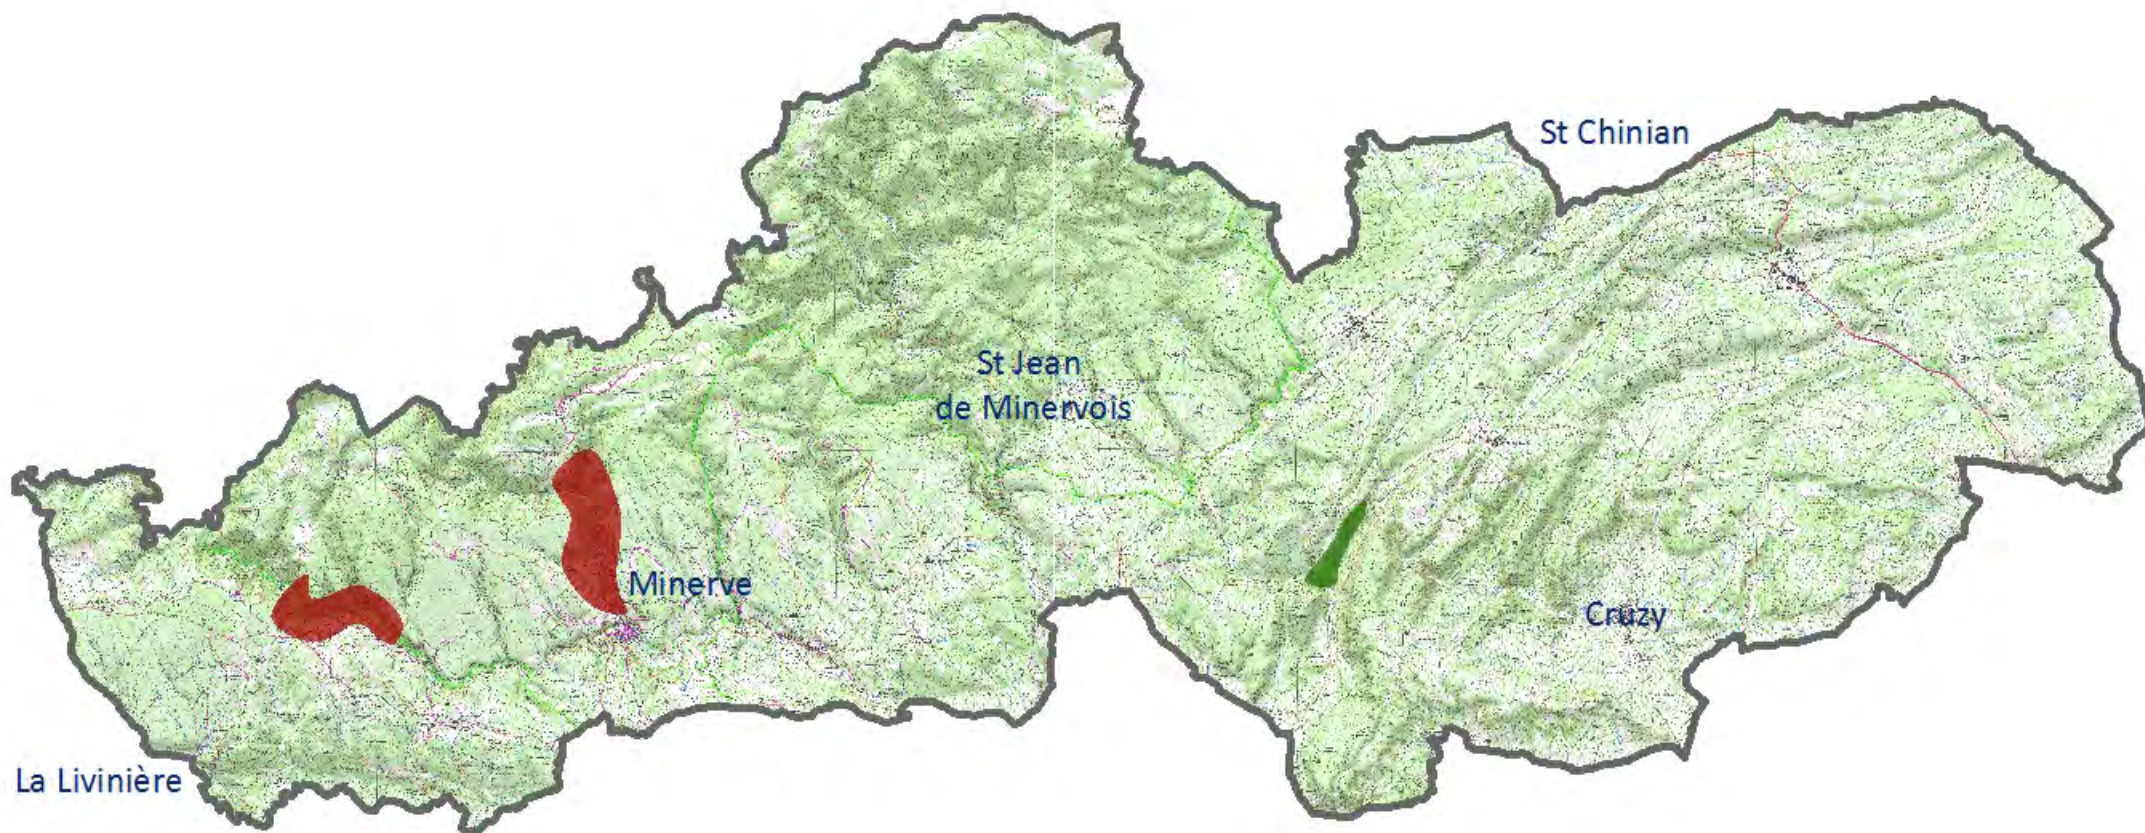 St Chinian
St Jean
de Minervois
Minerve
Cruzy
La Livinière